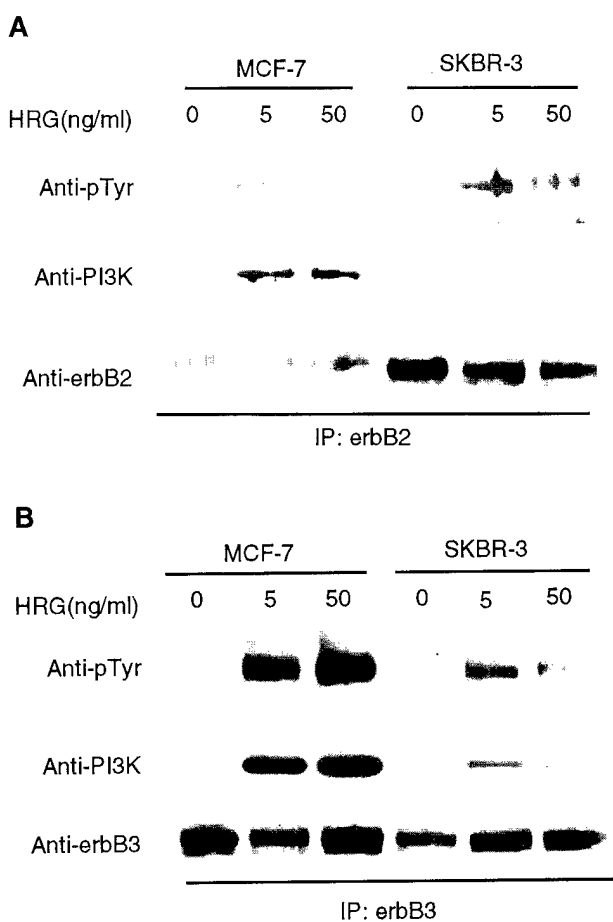 A
MCF-7 SKBR-3
HRG(ng/ml) 0 5 50 0 5 50
Anti-pTyr
Anti-PI3K
Anti-erbB2
IP: erbB2
B
MCF-7 SKBR-3
HRG(ng/ml) 0 5 50 0 5 50
Anti-pTyr
Anti-PI3K
Anti-erbB3
IP: erbB3